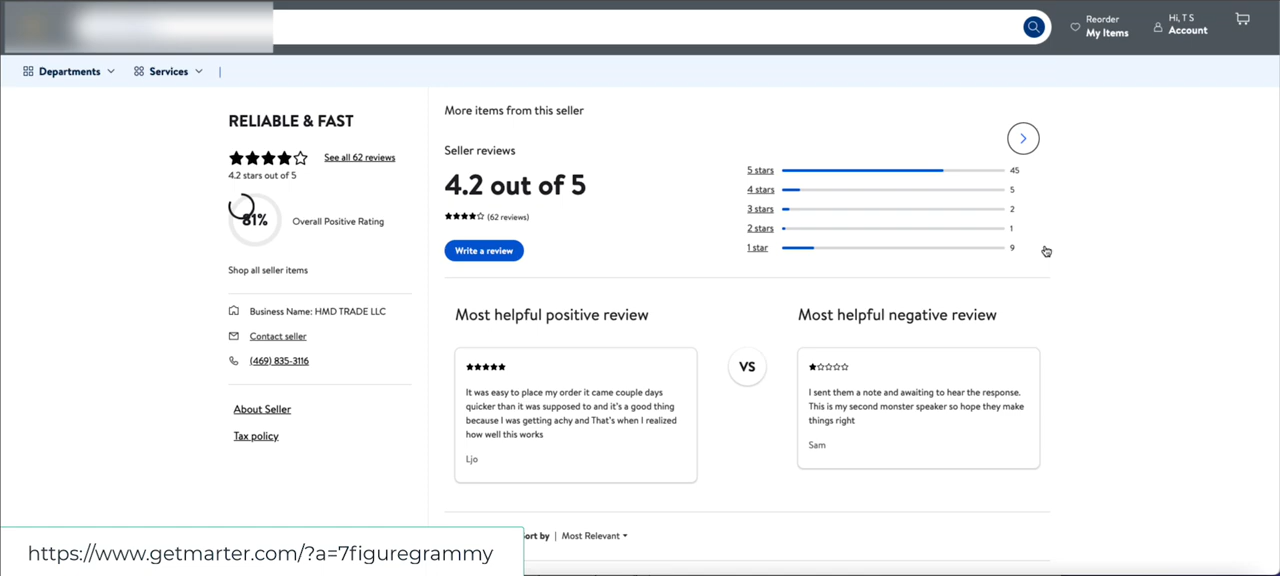 Reorder
My Items
Hi, T S
Account
Departments
Services
RELIABLE & FAST
See all 62 reviews
4.2 stars out of 5
81%
Overall Positive Rating
Shop all seller items
Business Name: HMD TRADE LLC
Contact seller
(469) 835-3116
About Seller
Tax policy
More items from this seller
Seller reviews
4.2 out of 5
(62 reviews)
Write a review
5 stars 45
4 stars 5
3 stars 2
2 stars 1
1 star 9
Most helpful positive review
It was easy to place my order it came couple days
quicker than it was supposed to and it's a good thing
because I was getting achy and That's when I realized
how well this works
Ljo
VS
Most helpful negative review
I sent them a note and awaiting to hear the response.
This is my second monster speaker so hope they make
things right
Sam
ort by | Most Relevant
https://www.getmarter.com/?a=7figuregrammy